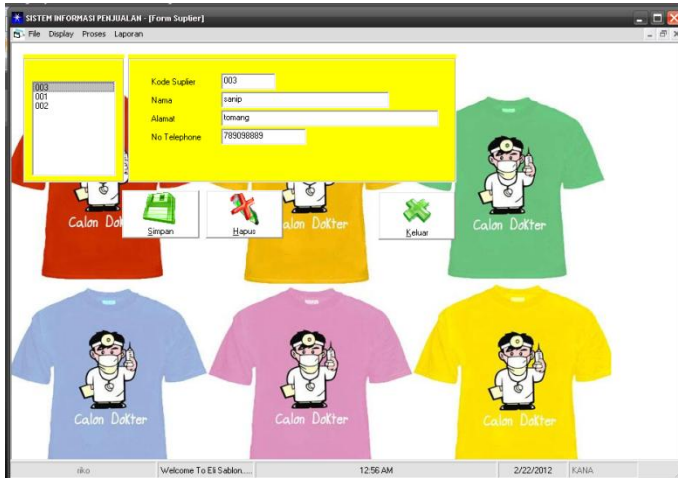 SISTEM INFORMASI PENJUALAN - [Form Suplier]
File Display Proses Laporan
003
001
002
Kode Suplier 003
Nama sanip
Alamat tomang
No Telephone 789098889
Simpan Hapus Keluar
Calon Dok
alon Dokter
Calon Dokter
Calon Dokter
Calon Dokter
Calon Dokter
riko Welcome To Eli Sablon..... 12:56 AM 2/22/2012 KANA